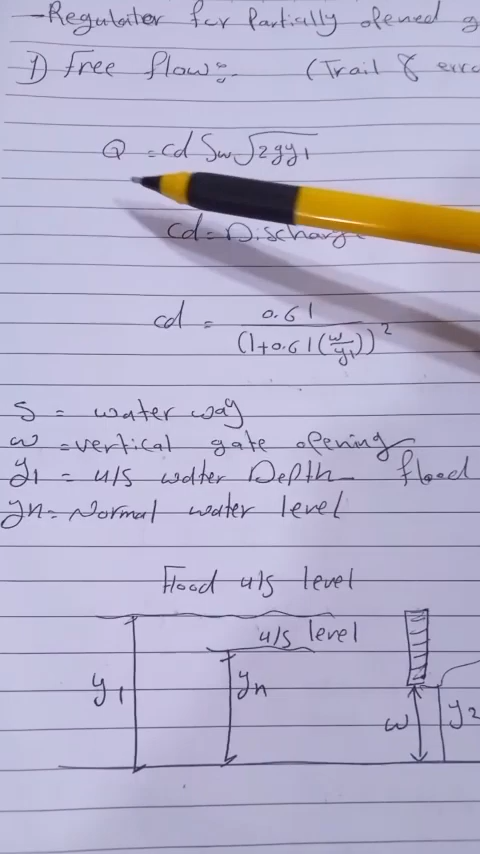 -Regulator for Partially opened g
1) Free flow:- (Trail & erro
Q = cd Sw√2gy1
cd = Discharge
cd = 0.61 / (1+0.61(w/y1))^2
S = water way
w = vertical gate opening
y1 = u/s water Depth - flood
yn = Normal water level
Flood u/s level
u/s level
y1 yn w y2